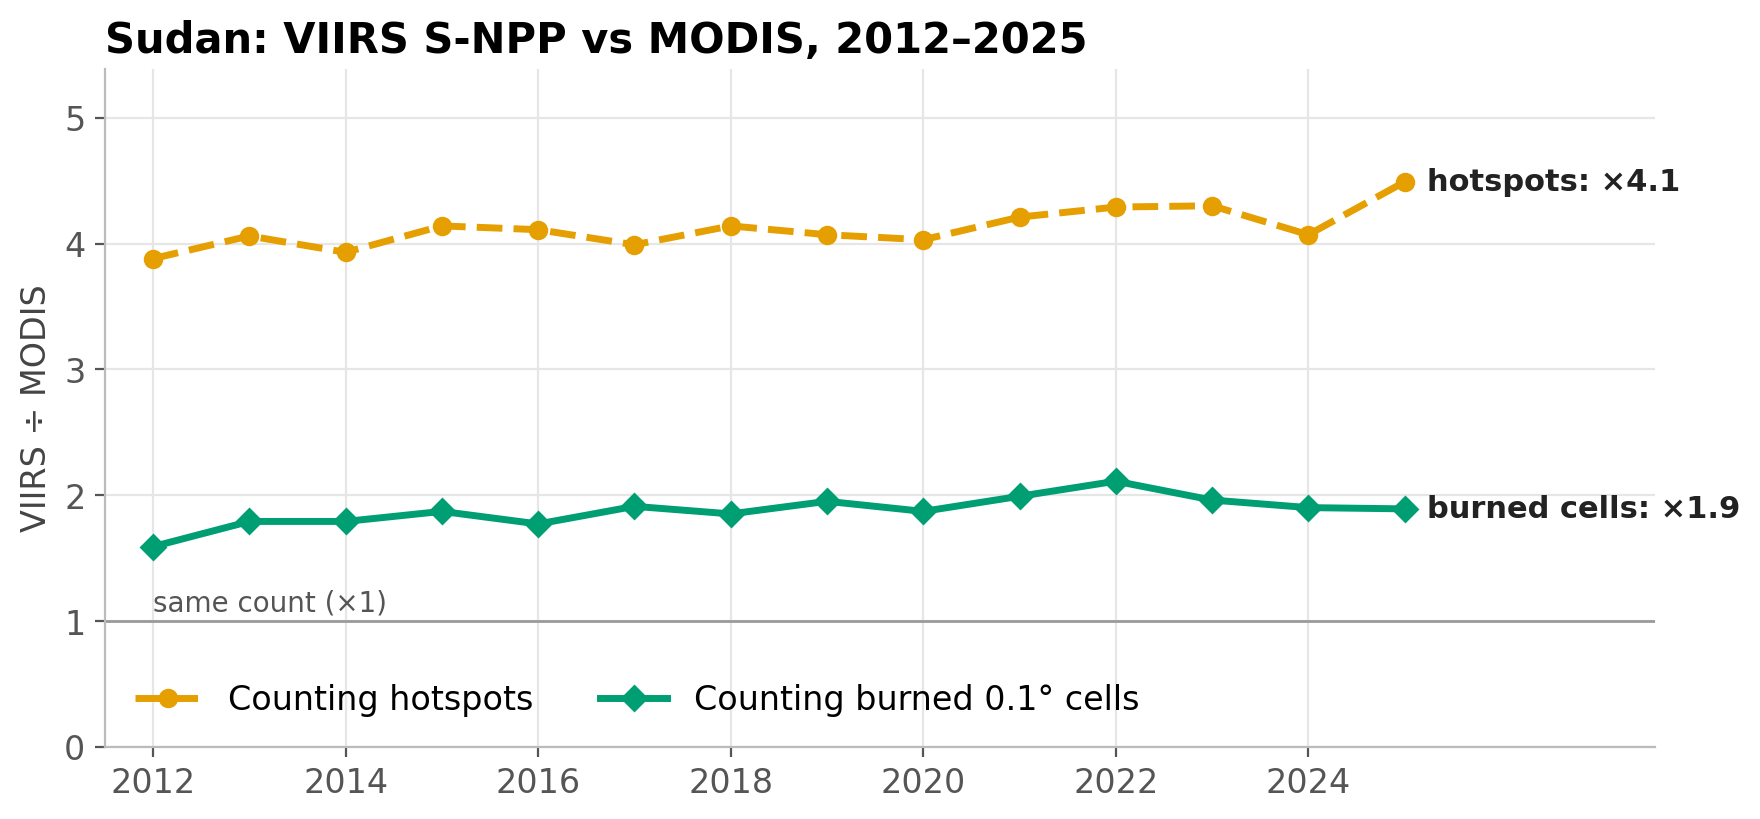 Sudan: VIIRS S-NPP vs MODIS, 2012–2025
VIIRS ÷ MODIS
5
4
3
2
1
0
hotspots: ×4.1
burned cells: ×1.9
same count (×1)
Counting hotspots
Counting burned 0.1° cells
2012 2014 2016 2018 2020 2022 2024